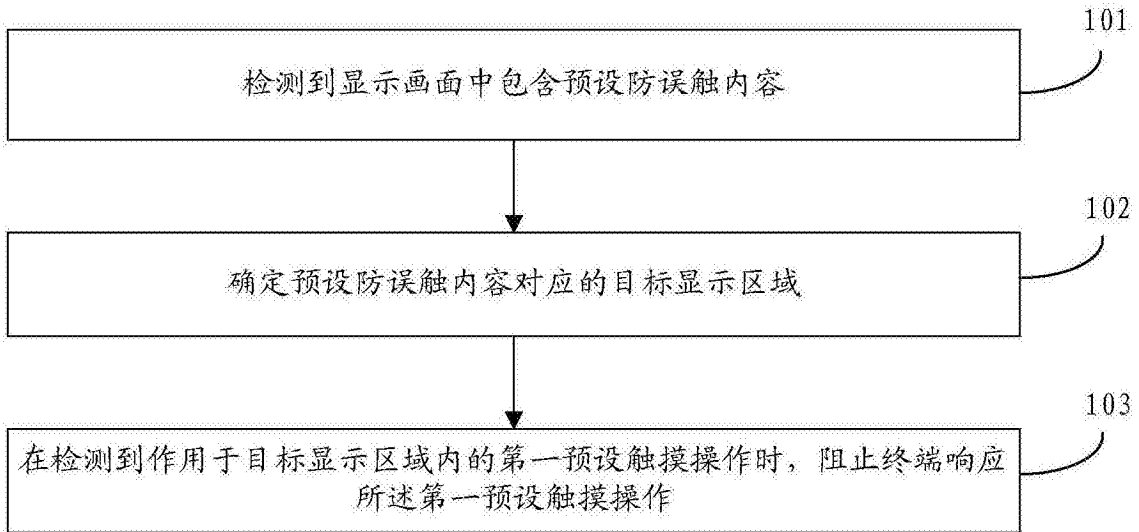 101
检测到显示画面中包含预设防误触内容
102
确定预设防误触内容对应的目标显示区域
103
在检测到作用于目标显示区域内的第一预设触摸操作时，阻止终端响应
所述第一预设触摸操作